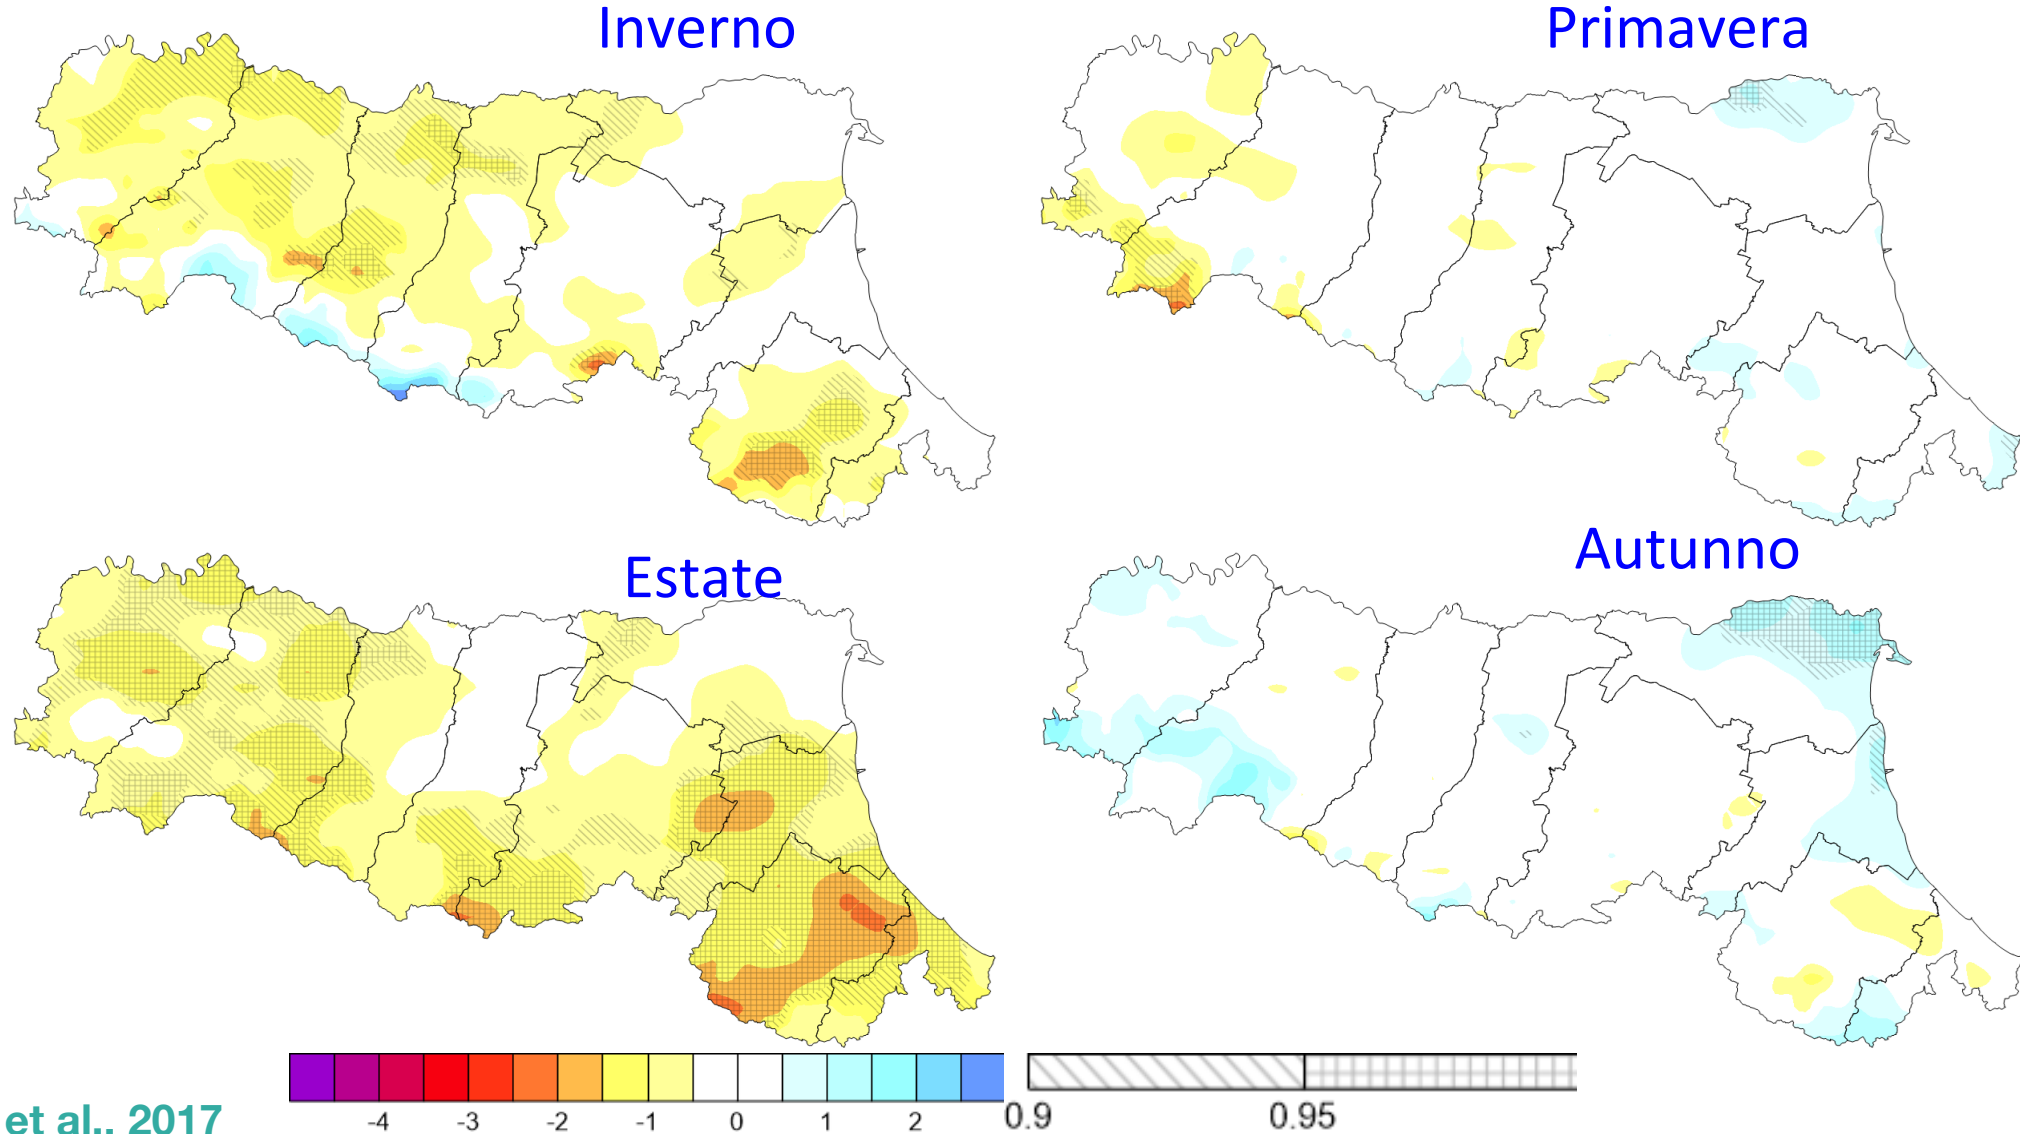 Inverno
Primavera
Estate
Autunno
-4 -3 -2 -1 0 1 2
0.9 0.95
et al., 2017